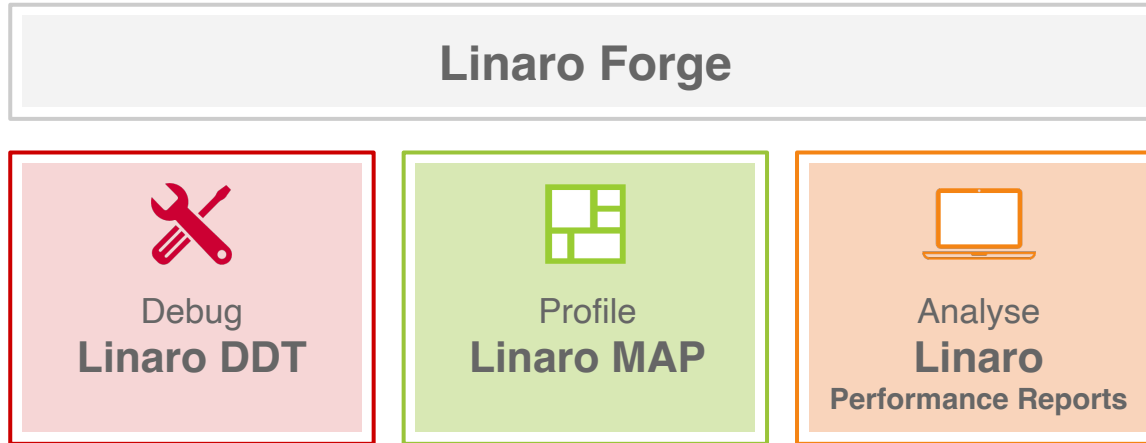 Linaro Forge
Debug
Linaro DDT
Profile
Linaro MAP
Analyse
Linaro
Performance Reports